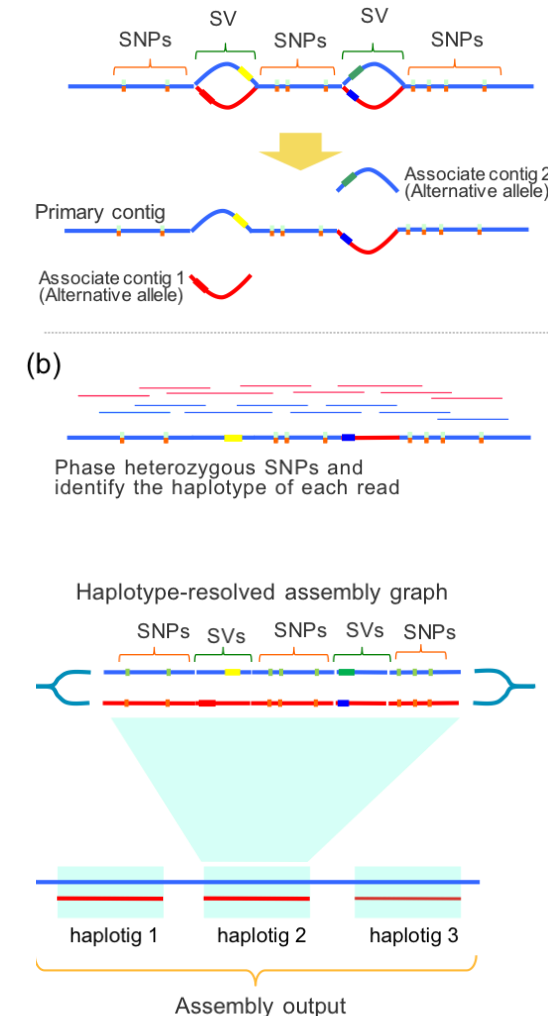 SV SV
SNPs SNPs SNPs
Associate contig 2
(Alternative allele)
Primary contig
Associate contig 1
(Alternative allele)
(b)
Phase heterozygous SNPs and
identify the haplotype of each read
Haplotype-resolved assembly graph
SNPs SVs SNPs SVs SNPs
haplotig 1 haplotig 2 haplotig 3
Assembly output